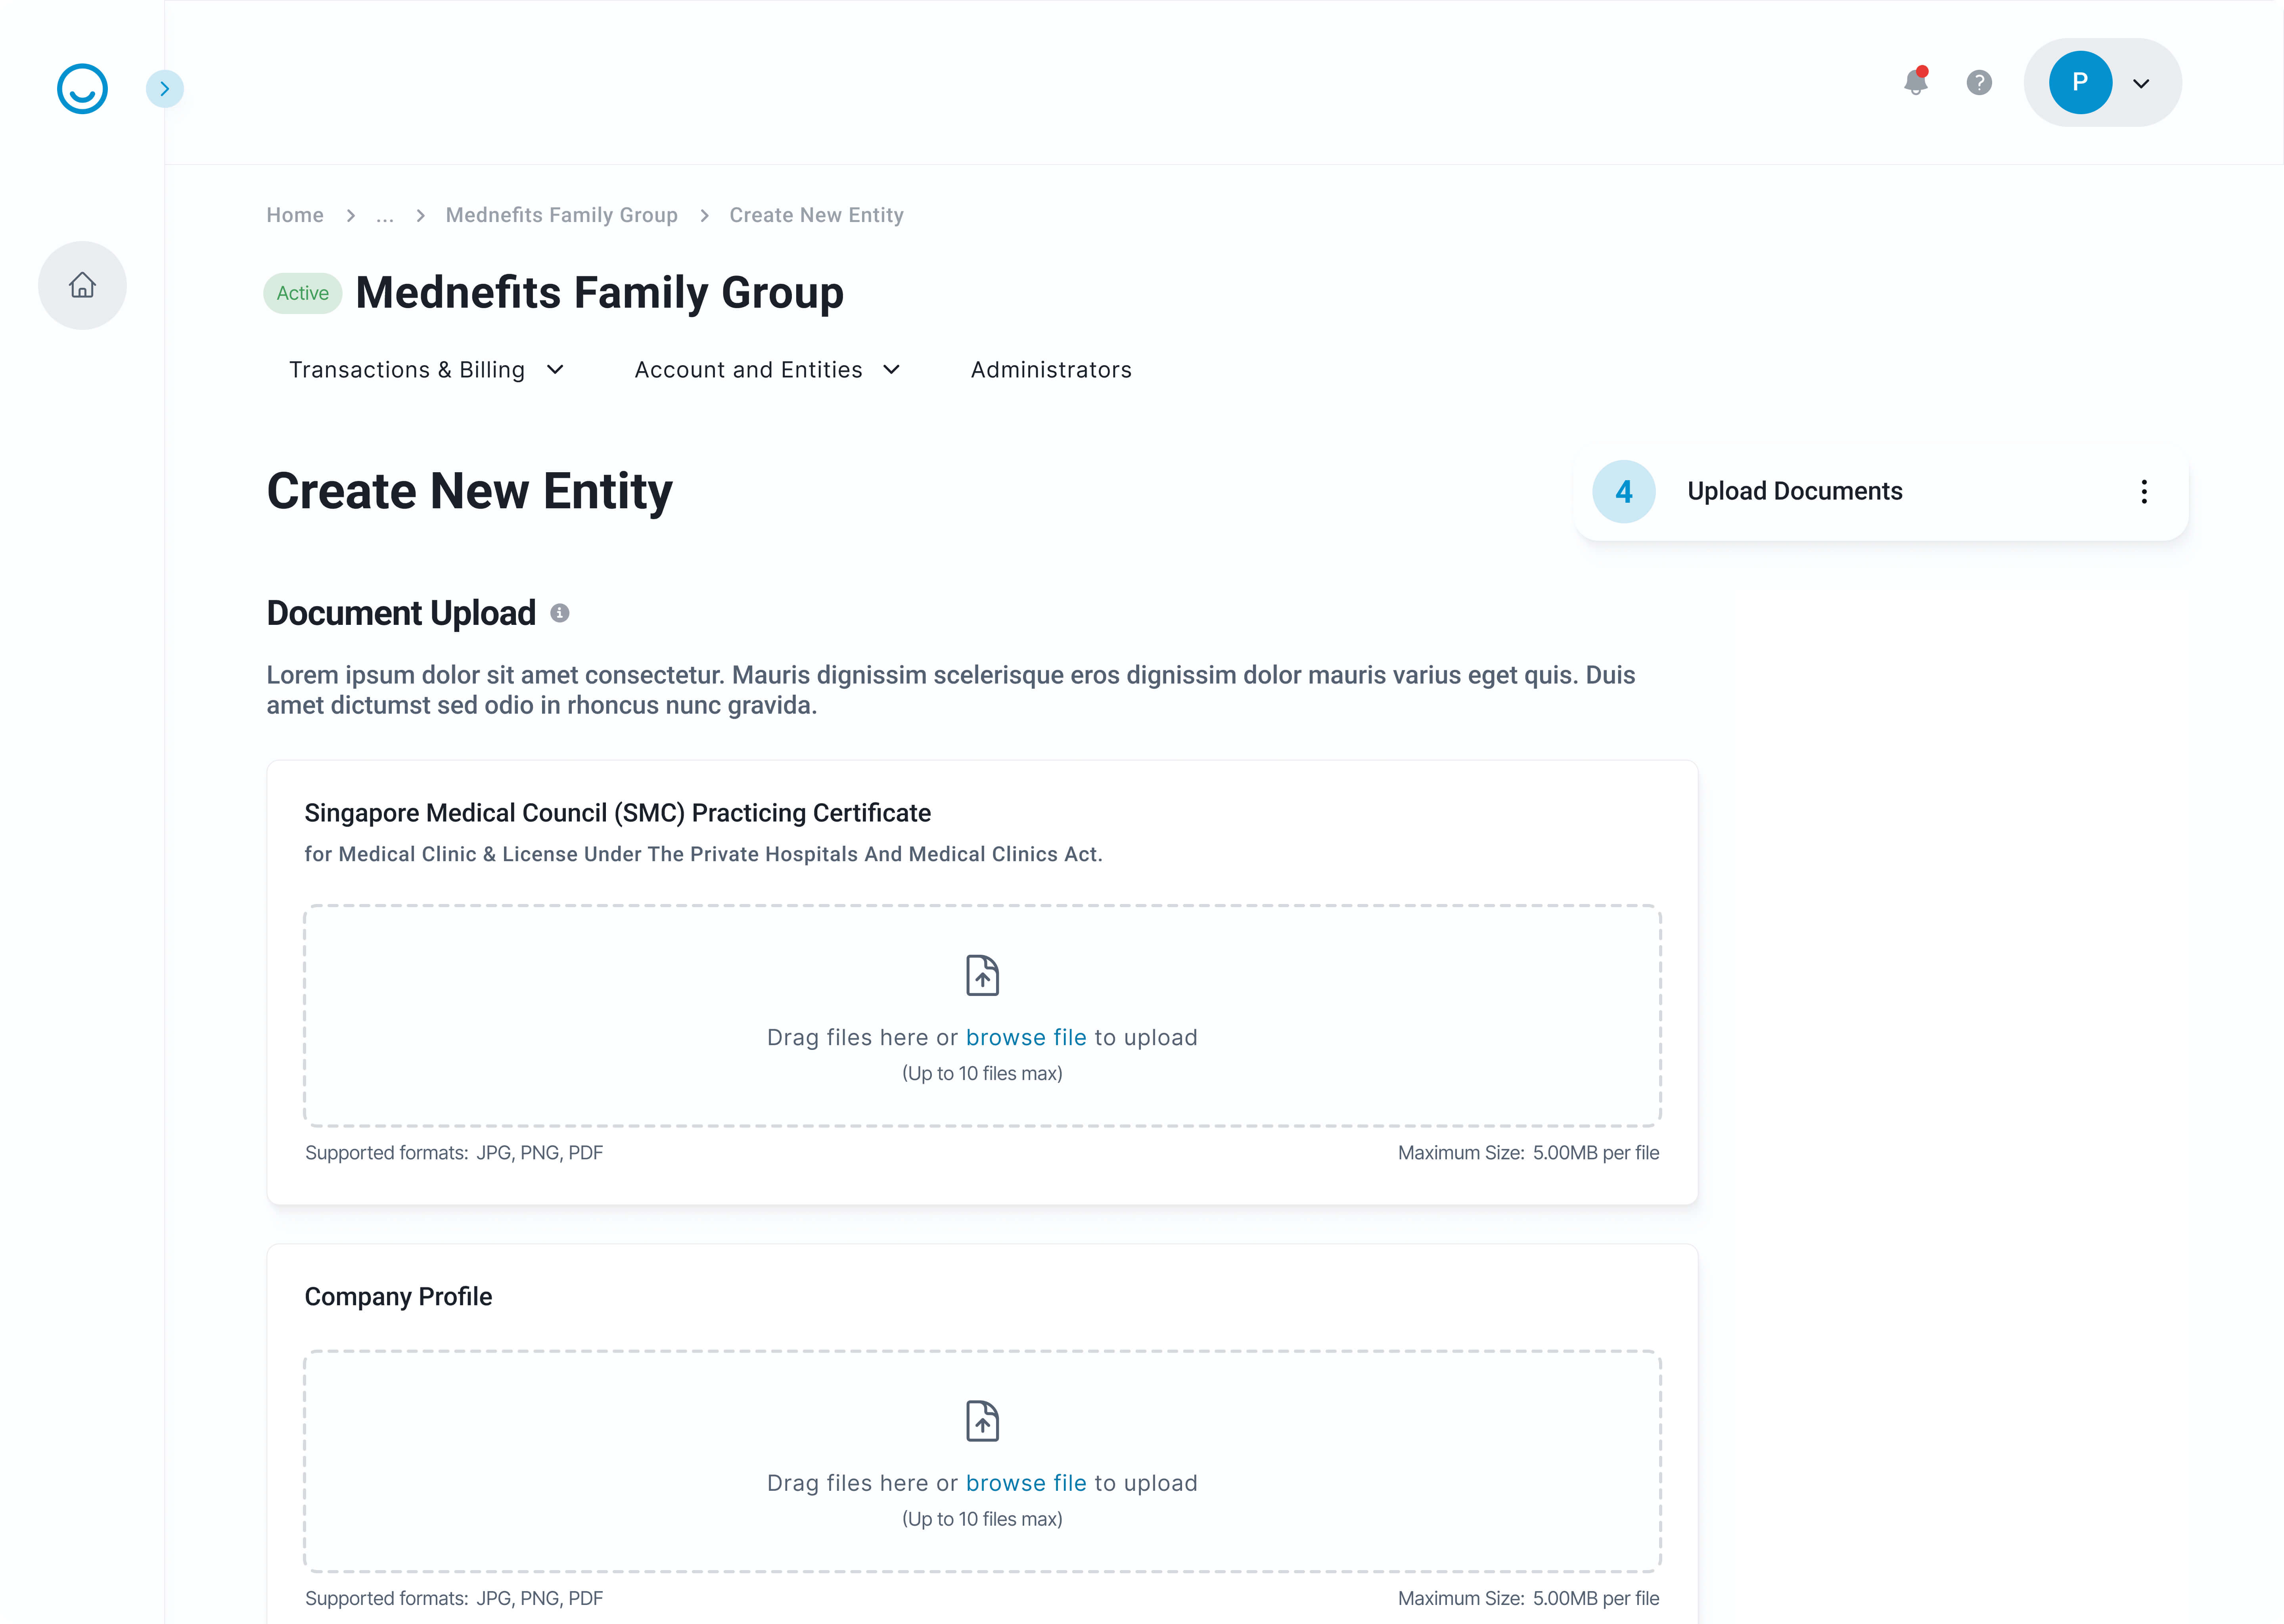 P
Home > ... > Mednefits Family Group > Create New Entity
Active Mednefits Family Group
Transactions & Billing Account and Entities Administrators
Create New Entity
4 Upload Documents
Document Upload
Lorem ipsum dolor sit amet consectetur. Mauris dignissim scelerisque eros dignissim dolor mauris varius eget quis. Duis
amet dictumst sed odio in rhoncus nunc gravida.
Singapore Medical Council (SMC) Practicing Certificate
for Medical Clinic & License Under The Private Hospitals And Medical Clinics Act.
Drag files here or browse file to upload
(Up to 10 files max)
Supported formats: JPG, PNG, PDF Maximum Size: 5.00MB per file
Company Profile
Drag files here or browse file to upload
(Up to 10 files max)
Supported formats: JPG, PNG, PDF Maximum Size: 5.00MB per file